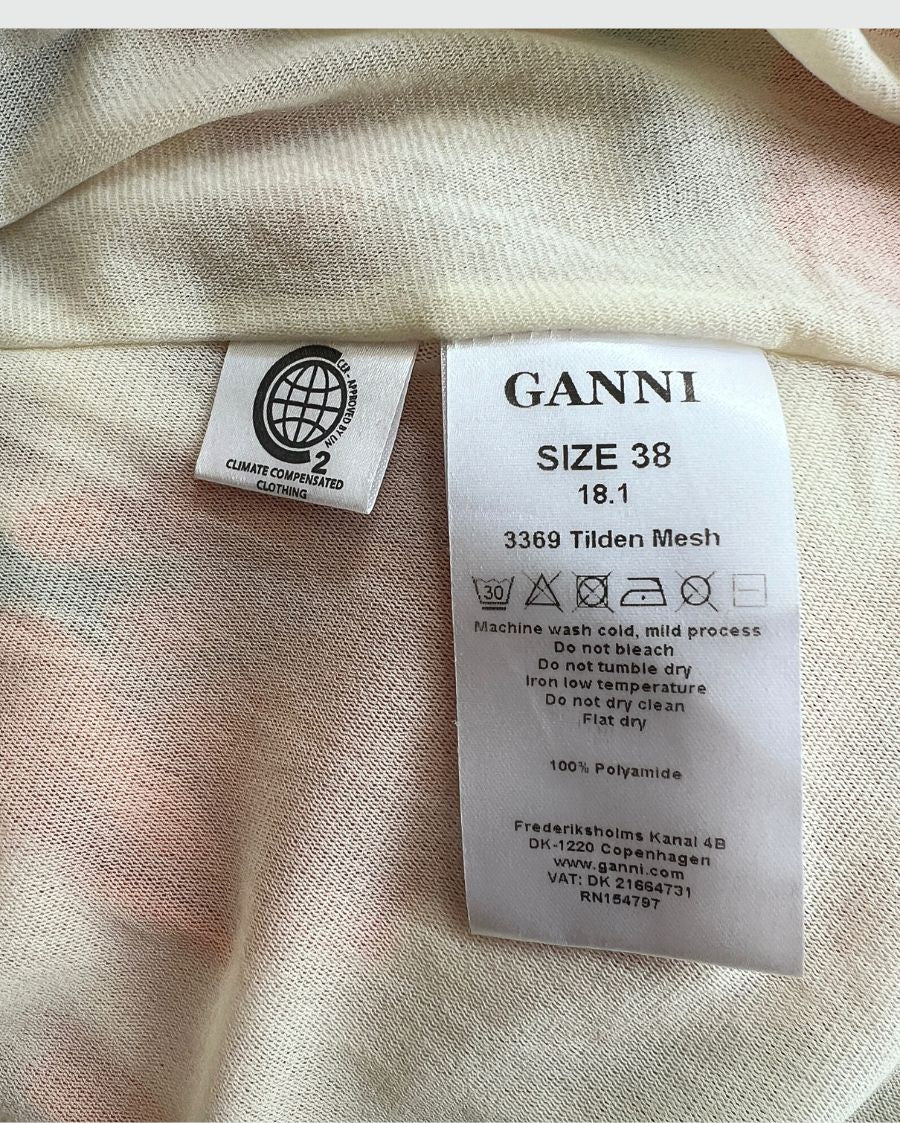 CER - APPROVED BY UN
2
CLIMATE COMPENSATED
CLOTHING
GANNI
SIZE 38
18.1
3369 Tilden Mesh
30
Machine wash cold, mild process
Do not bleach
Do not tumble dry
Iron low temperature
Do not dry clean
Flat dry
100% Polyamide
Frederiksholms Kanal 4B
DK-1220 Copenhagen
www.ganni.com
VAT: DK 21664731
RN154797